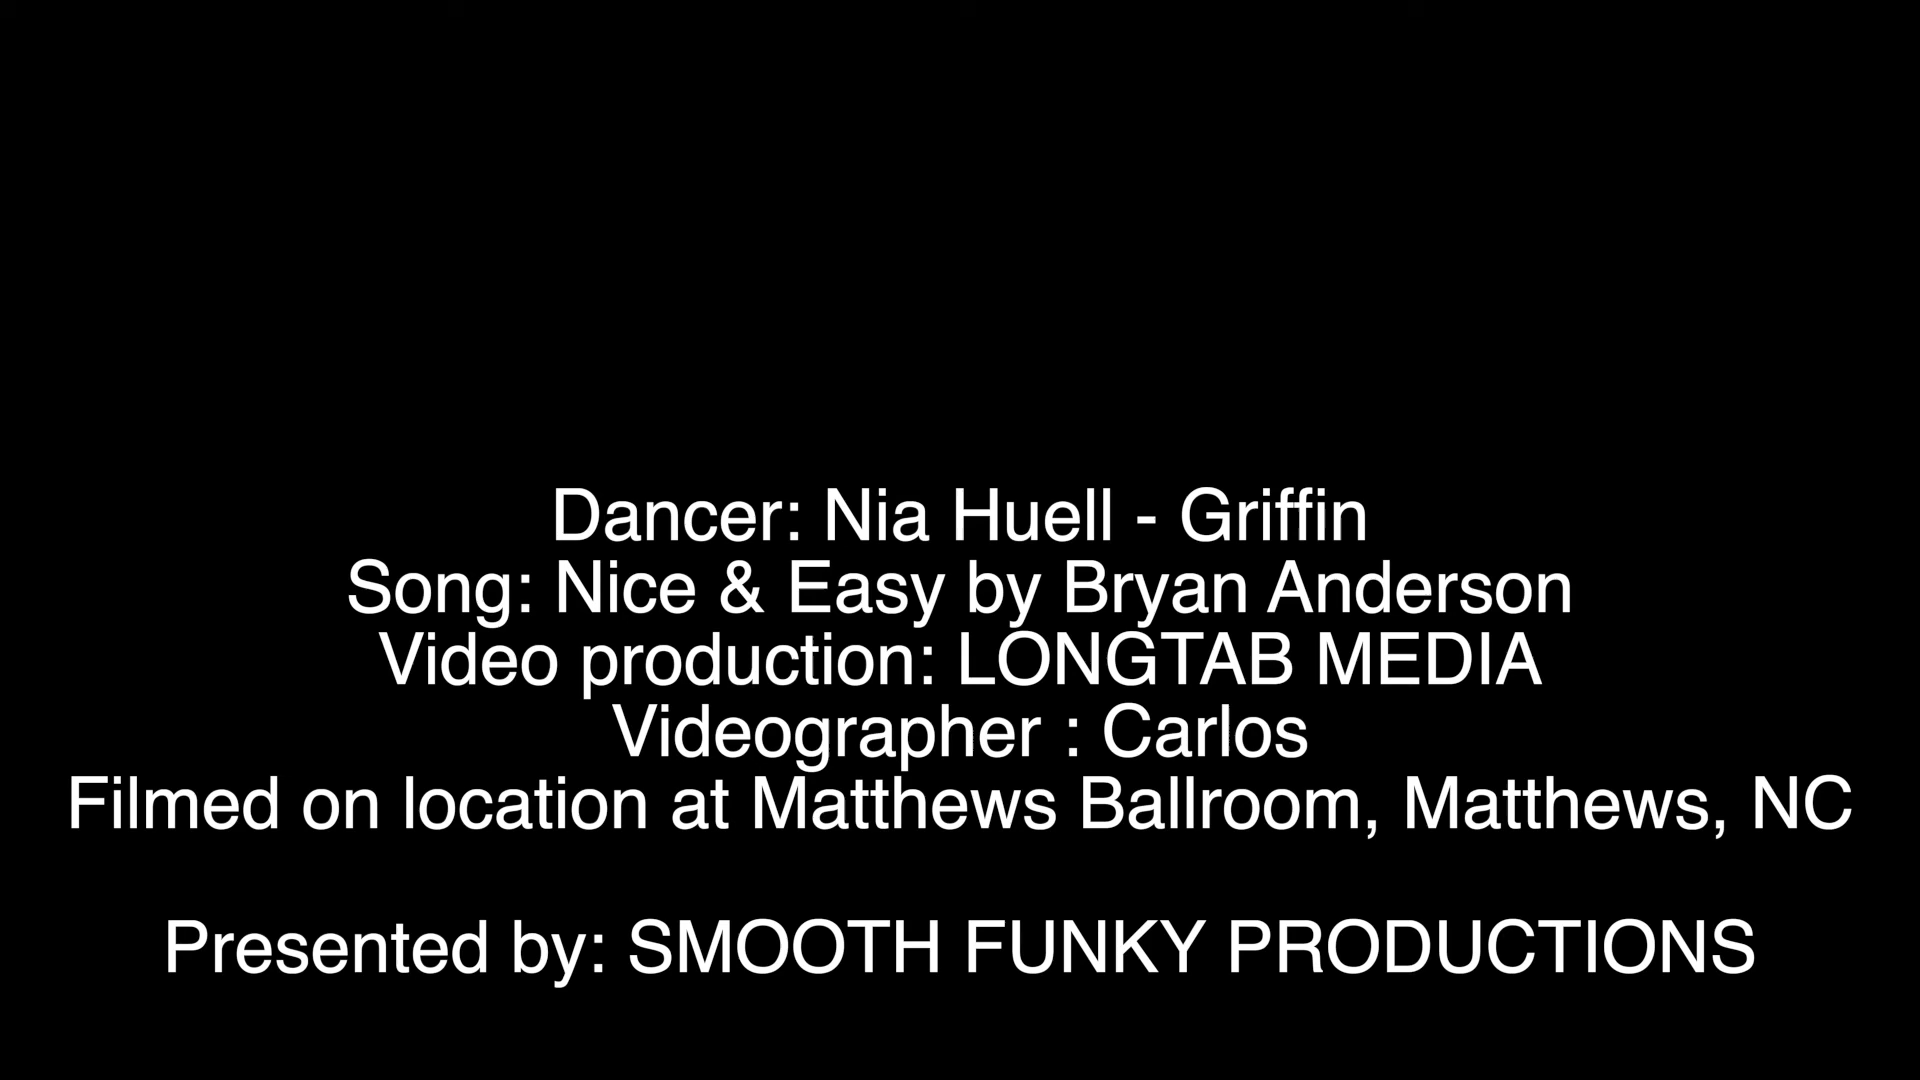 Dancer: Nia Huell - Griffin
Song: Nice & Easy by Bryan Anderson
Video production: LONGTAB MEDIA
Videographer : Carlos
Filmed on location at Matthews Ballroom, Matthews, NC
Presented by: SMOOTH FUNKY PRODUCTIONS